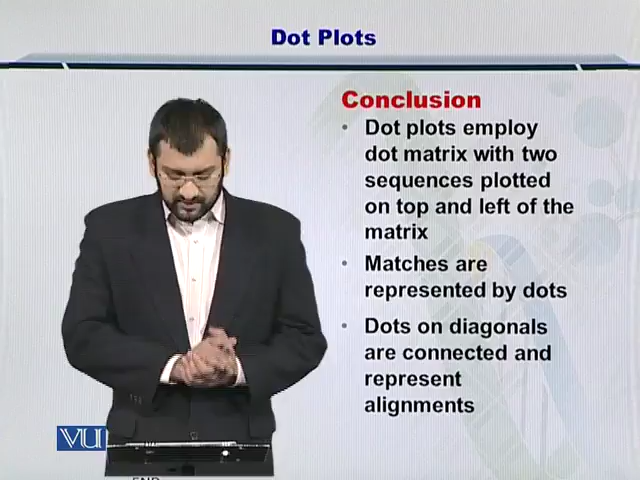 Dot Plots
Conclusion
• Dot plots employ
dot matrix with two
sequences plotted
on top and left of the
matrix
• Matches are
represented by dots
• Dots on diagonals
are connected and
represent
alignments
VU
END